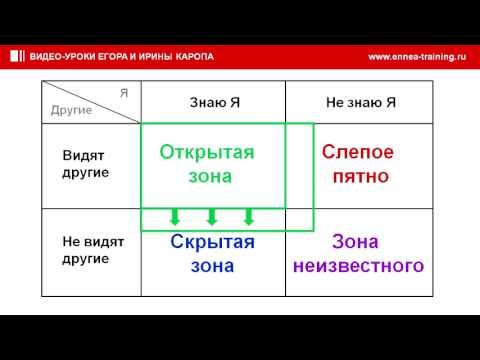 ВИДЕО-УРОКИ ЕГОРА И ИРИНЫ КАРОПА
www.ennea-training.ru
Я
Другие
Знаю Я
Не знаю Я
Видят
другие
Открытая
зона
Слепое
пятно
Не видят
другие
Скрытая
зона
Зона
неизвестного